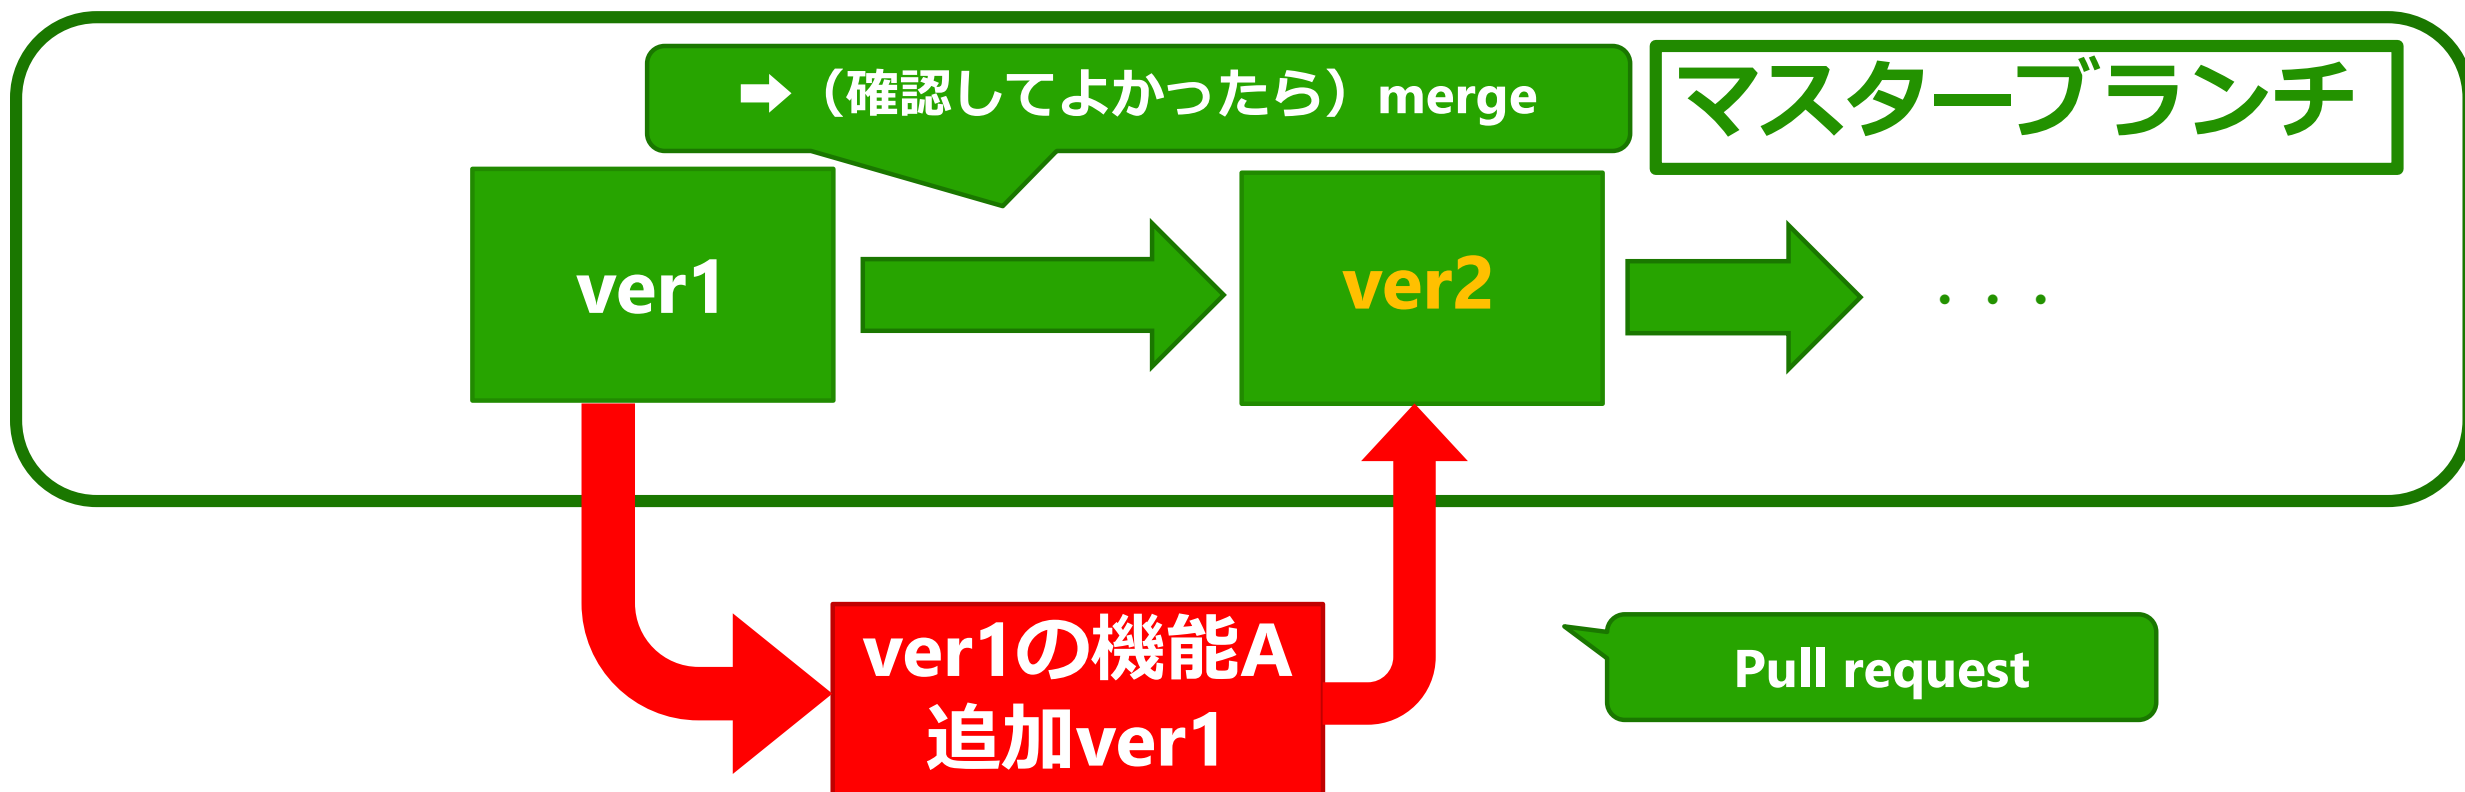 ➡（確認してよかったら）merge
マスターブランチ
ver1
ver2
・・・
ver1の機能A
追加ver1
Pull request